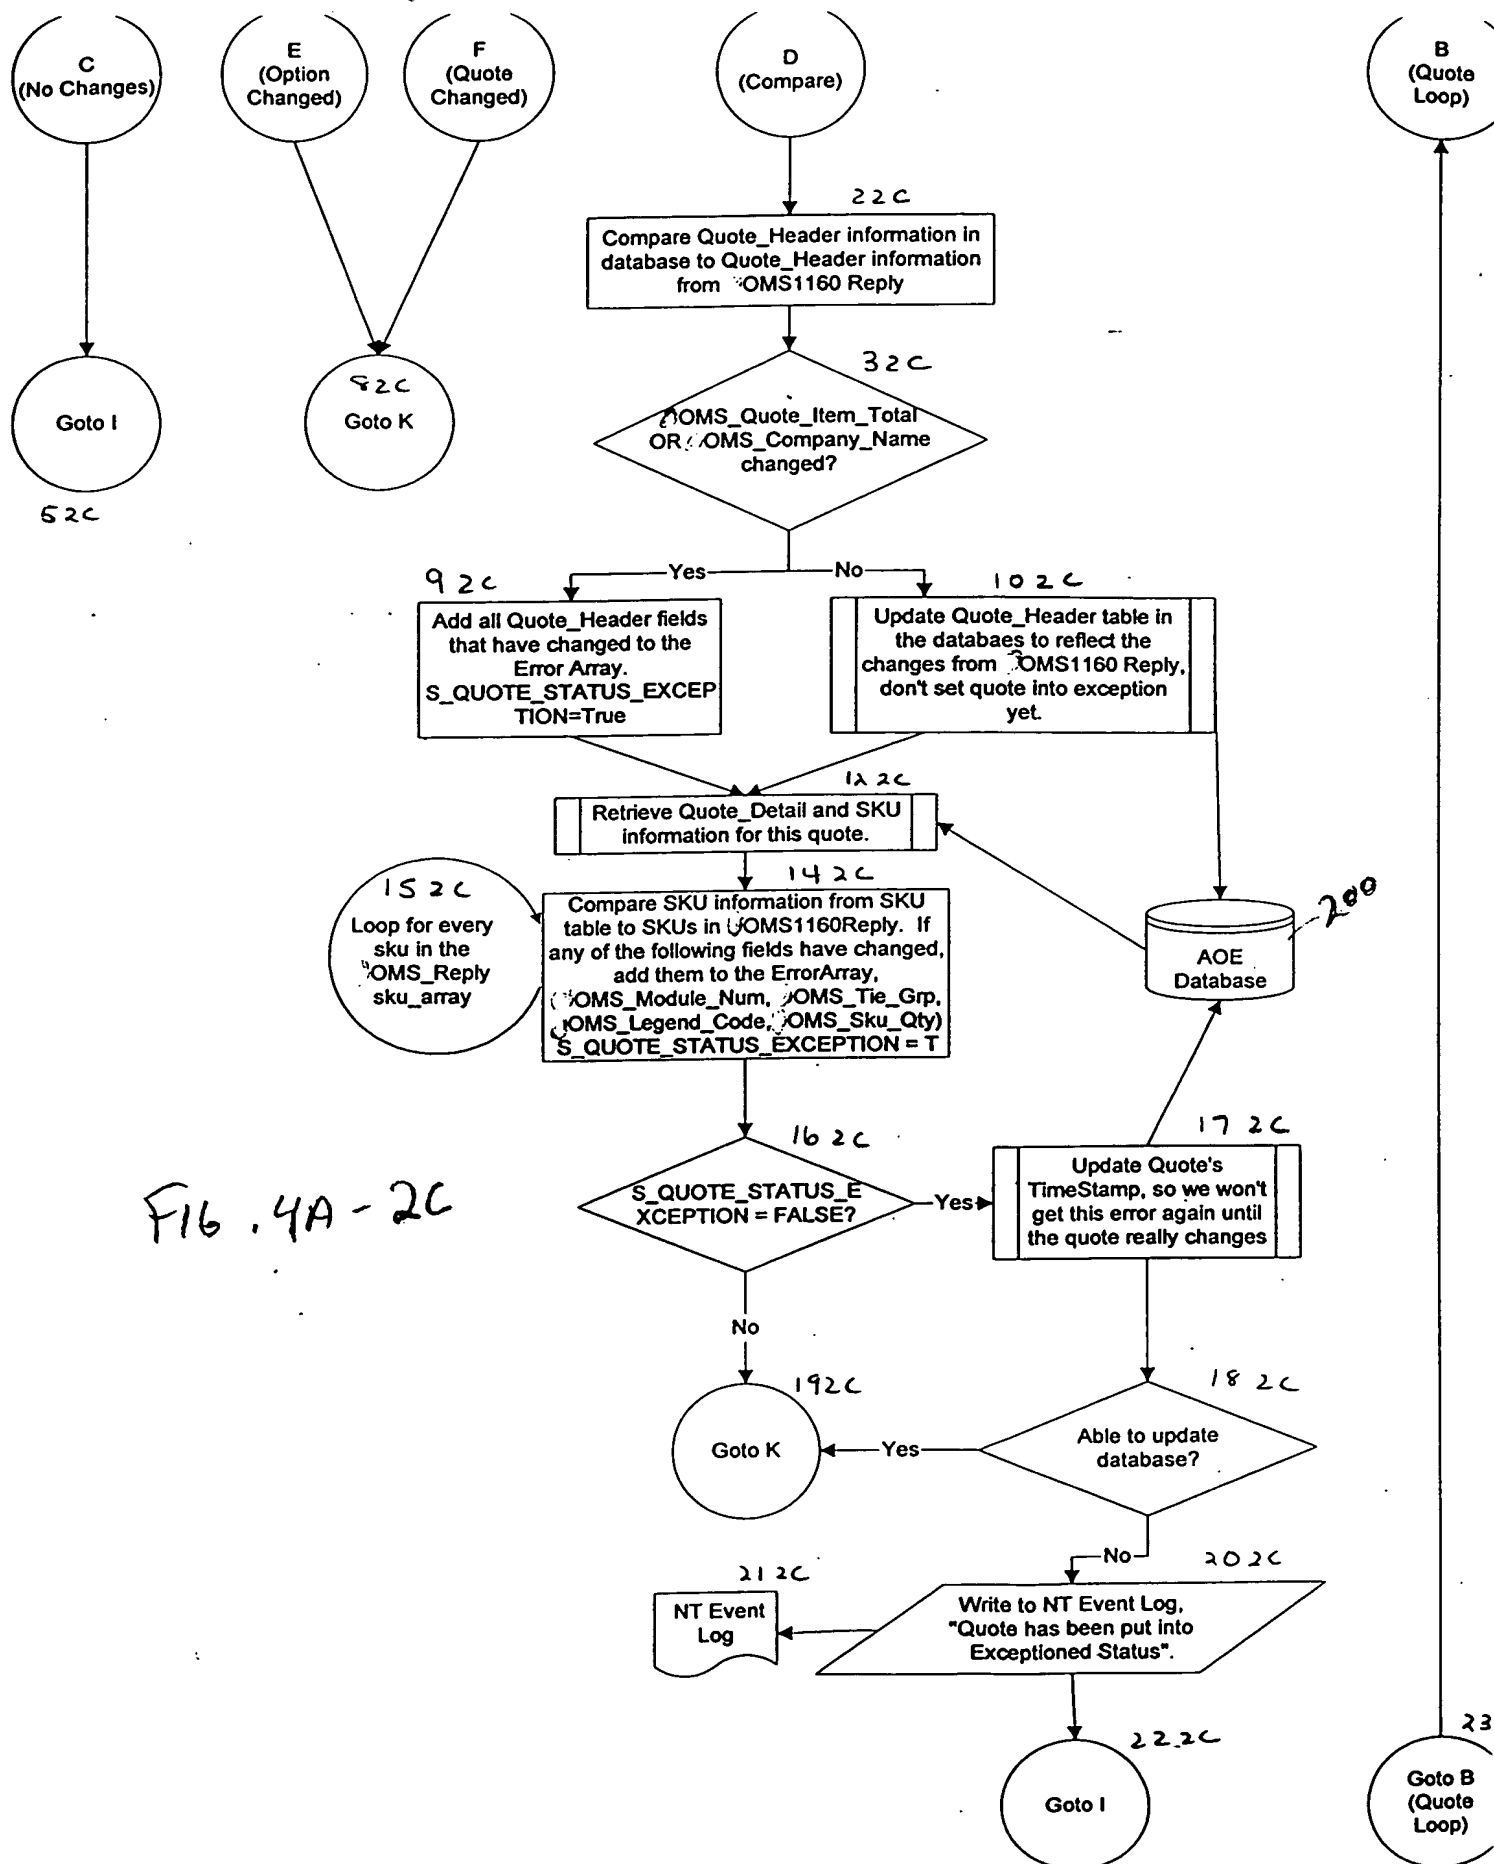 C
(No Changes)
E
(Option
Changed)
F
(Quote
Changed)
D
(Compare)
B
(Quote
Loop)
22C
Compare Quote_Header information in
database to Quote_Header information
from OMS1160 Reply
32C
OMS_Quote_Item_Total
OR OMS_Company_Name
changed?
Goto I
52C
82C
Goto K
Yes
No
92C
Add all Quote_Header fields
that have changed to the
Error Array.
S_QUOTE_STATUS_EXCEP
TION=True
102C
Update Quote_Header table in
the databaes to reflect the
changes from OMS1160 Reply,
don't set quote into exception
yet.
122C
Retrieve Quote_Detail and SKU
information for this quote.
152C
Loop for every
sku in the
OMS_Reply
sku_array
142C
Compare SKU information from SKU
table to SKUs in OMS1160Reply. If
any of the following fields have changed,
add them to the ErrorArray,
OMS_Module_Num, OMS_Tie_Grp,
OMS_Legend_Code, OMS_Sku_Qty)
S_QUOTE_STATUS_EXCEPTION = T
200
AOE
Database
162C
S_QUOTE_STATUS_E
XCEPTION = FALSE?
Yes
172C
Update Quote's
TimeStamp, so we won't
get this error again until
the quote really changes
FIG. 4A-2C
No
192C
Goto K
Yes
182C
Able to update
database?
No
202C
Write to NT Event Log,
"Quote has been put into
Exceptioned Status".
212C
NT Event
Log
222C
Goto I
23
Goto B
(Quote
Loop)